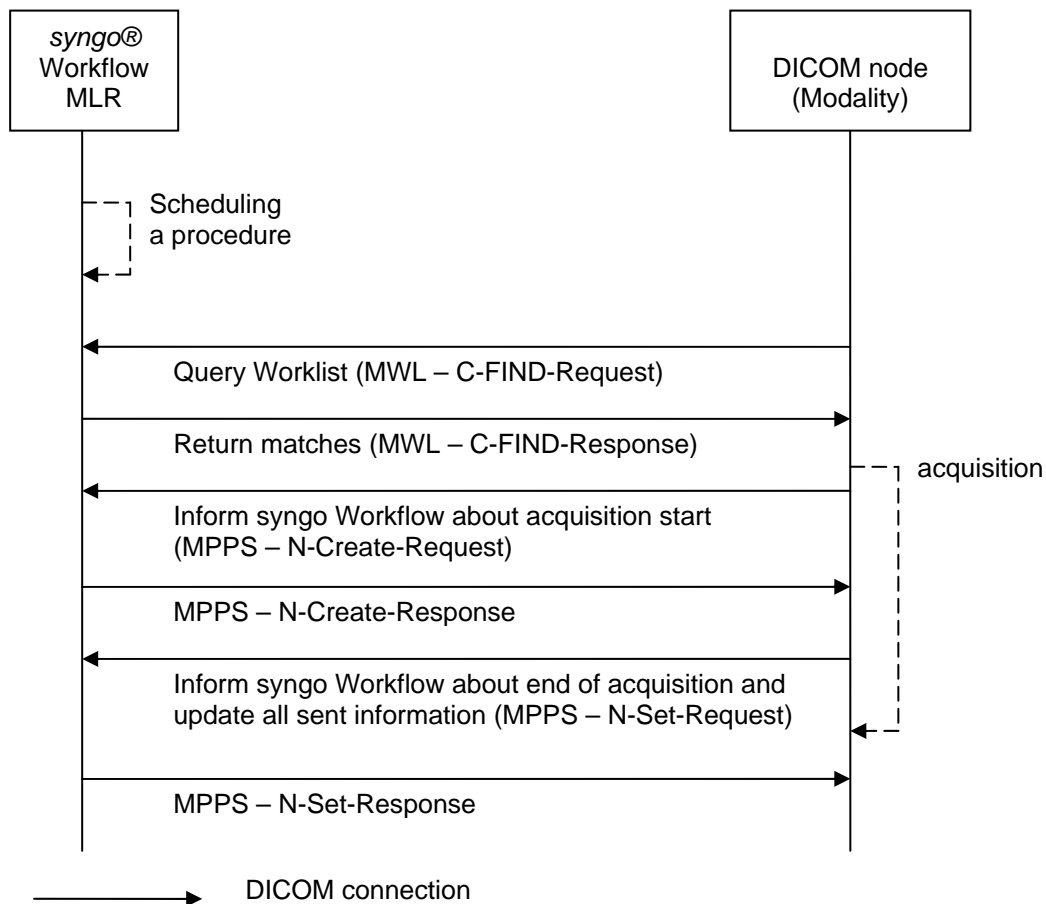 syngo®
Workflow
MLR
DICOM node
(Modality)
Scheduling
a procedure
Query Worklist (MWL – C-FIND-Request)
Return matches (MWL – C-FIND-Response)
acquisition
Inform syngo Workflow about acquisition start
(MPPS – N-Create-Request)
MPPS – N-Create-Response
Inform syngo Workflow about end of acquisition and
update all sent information (MPPS – N-Set-Request)
MPPS – N-Set-Response
DICOM connection